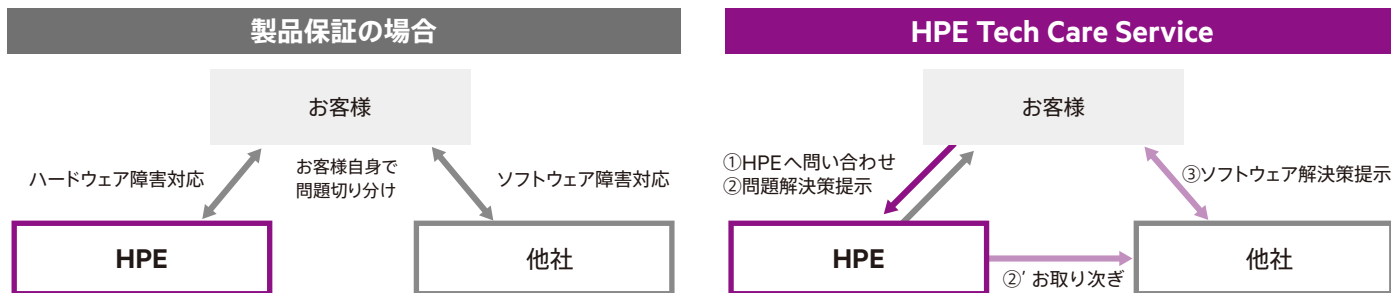 製品保証の場合
お客様
ハードウェア障害対応
お客様自身で
問題切り分け
ソフトウェア障害対応
HPE
他社
HPE Tech Care Service
お客様
①HPEへ問い合わせ
②問題解決策提示
③ソフトウェア解決策提示
HPE
②’ お取り次ぎ
他社